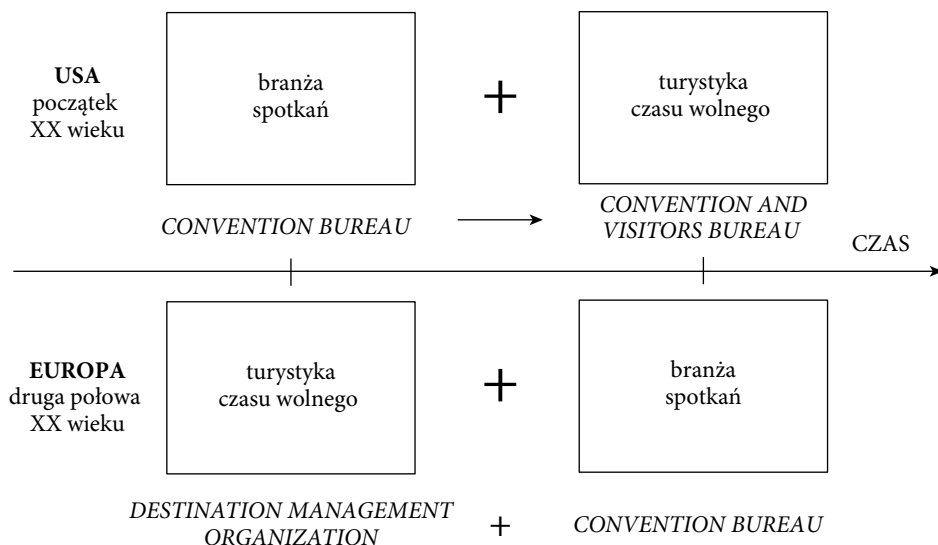 USA
początek
XX wieku
branża
spotkań
+
turystyka
czasu wolnego
CONVENTION BUREAU
CONVENTION AND
VISITORS BUREAU
CZAS
EUROPA
druga połowa
XX wieku
turystyka
czasu wolnego
+
branża
spotkań
DESTINATION MANAGEMENT
ORGANIZATION
+
CONVENTION BUREAU